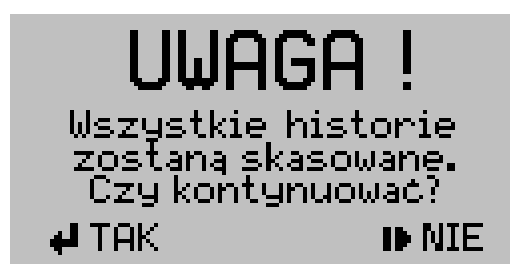 UWAGA !
Wszystkie historie
zostaną skasowane.
Czy kontynuować?
↵ TAK ▮▶ NIE